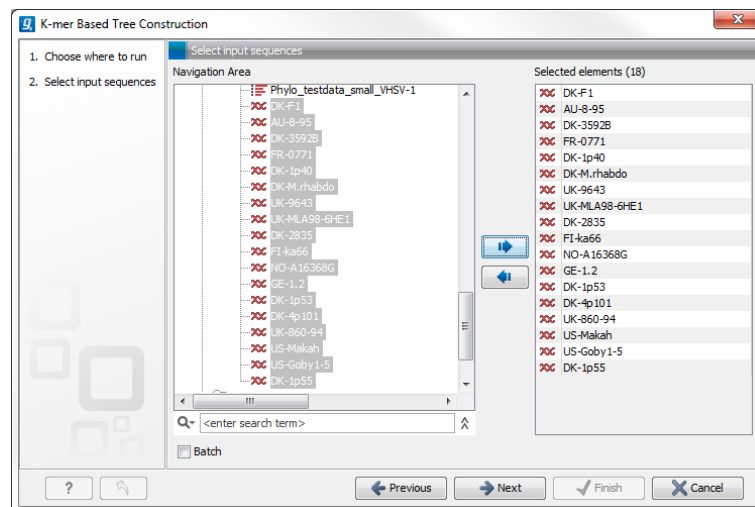 K-mer Based Tree Construction
1. Choose where to run
2. Select input sequences
Select input sequences
Navigation Area
Phylo_testdata_small_VHSV-1
DK-F1
AU-8-95
DK-3592B
FR-0771
DK-1p40
DK-M.rhabdo
UK-9643
UK-MLA98-6HE1
DK-2835
FI-ka66
NO-A16368G
GE-1.2
DK-1p53
DK-4p101
UK-860-94
US-Makah
US-Goby1-5
DK-1p55
<enter search term>
Batch
Selected elements (18)
DK-F1
AU-8-95
DK-3592B
FR-0771
DK-1p40
DK-M.rhabdo
UK-9643
UK-MLA98-6HE1
DK-2835
FI-ka66
NO-A16368G
GE-1.2
DK-1p53
DK-4p101
UK-860-94
US-Makah
US-Goby1-5
DK-1p55
? Previous Next Finish Cancel